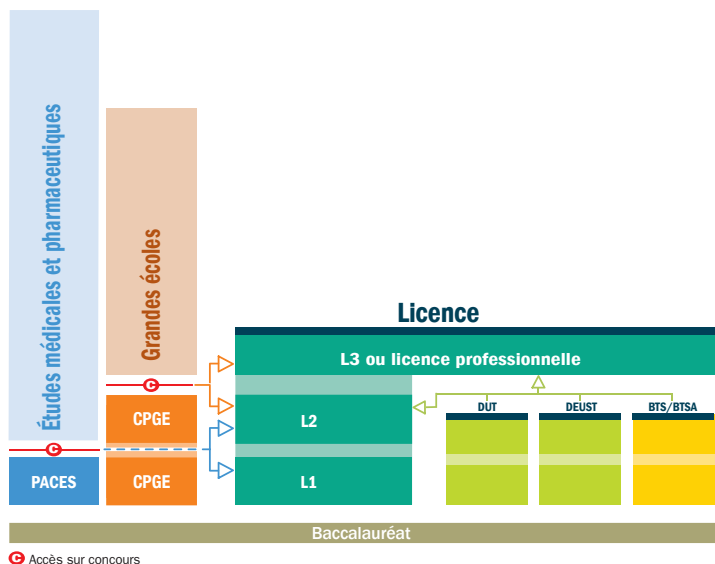 Études médicales et pharmaceutiques
Grandes écoles
Licence
L3 ou licence professionnelle
C
CPGE
L2
DUT
DEUST
BTS/BTSA
C
PACES
CPGE
L1
Baccalauréat
C Accès sur concours